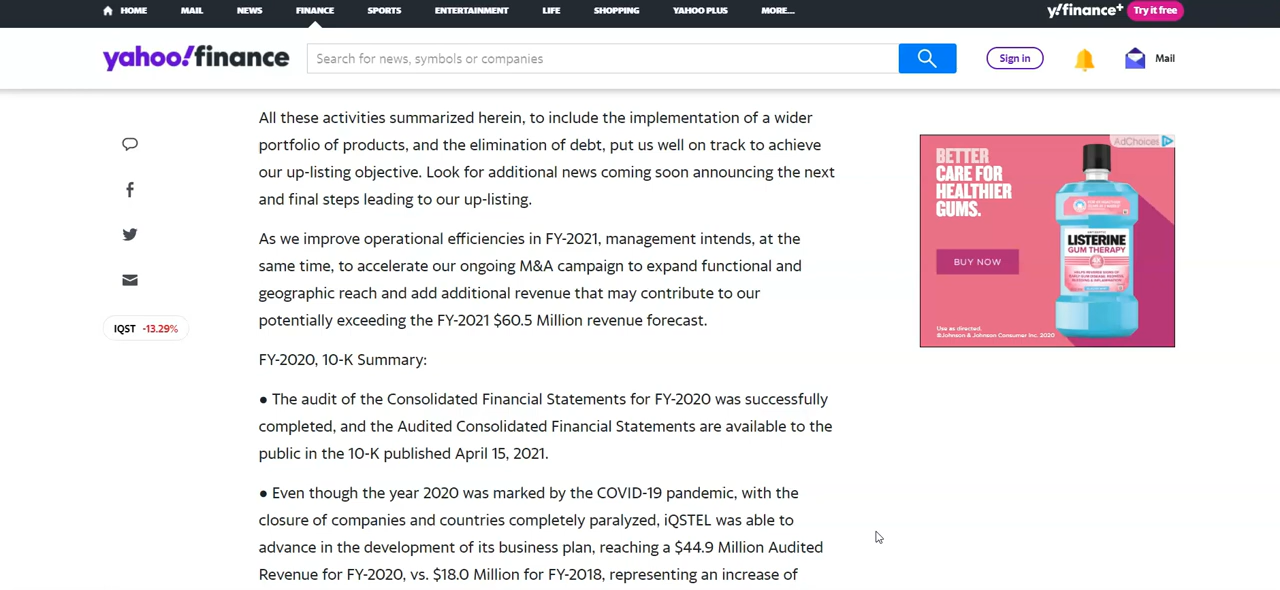 HOME MAIL NEWS FINANCE SPORTS ENTERTAINMENT LIFE SHOPPING YAHOO PLUS MORE... y!finance+ Try it free
yahoo!finance Search for news, symbols or companies Sign in Mail
All these activities summarized herein, to include the implementation of a wider
portfolio of products, and the elimination of debt, put us well on track to achieve
our up-listing objective. Look for additional news coming soon announcing the next
and final steps leading to our up-listing.
As we improve operational efficiencies in FY-2021, management intends, at the
same time, to accelerate our ongoing M&A campaign to expand functional and
geographic reach and add additional revenue that may contribute to our
potentially exceeding the FY-2021 $60.5 Million revenue forecast.
IQST -13.29%
FY-2020, 10-K Summary:
● The audit of the Consolidated Financial Statements for FY-2020 was successfully
completed, and the Audited Consolidated Financial Statements are available to the
public in the 10-K published April 15, 2021.
● Even though the year 2020 was marked by the COVID-19 pandemic, with the
closure of companies and countries completely paralyzed, iQSTEL was able to
advance in the development of its business plan, reaching a $44.9 Million Audited
Revenue for FY-2020, vs. $18.0 Million for FY-2018, representing an increase of
AdChoices
BETTER
CARE FOR
HEALTHIER
GUMS.
BUY NOW
LISTERINE
GUM THERAPY
Use as directed.
©Johnson & Johnson Consumer Inc. 2020